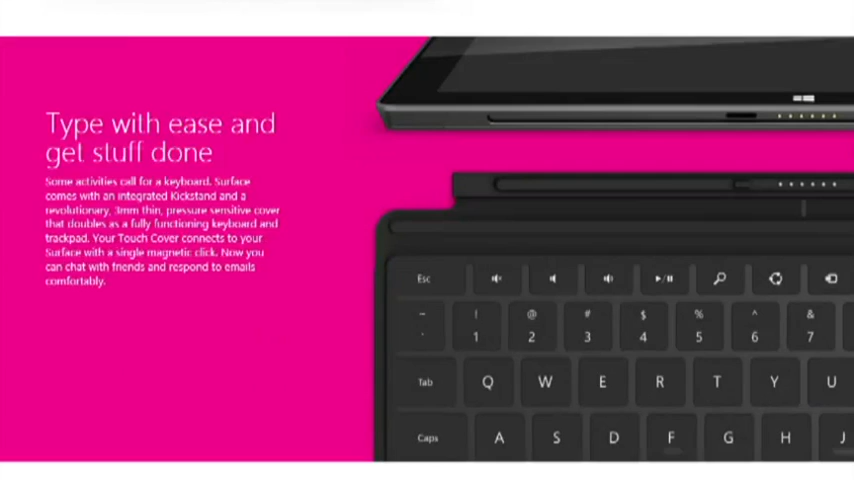 Type with ease and
get stuff done
Some activities call for a keyboard. Surface
comes with an integrated Kickstand and a
revolutionary, 3mm thin, pressure sensitive cover
that doubles as a fully functioning keyboard and
trackpad. Your Touch Cover connects to your
Surface with a single magnetic click. Now you
can chat with friends and respond to emails
comfortably.
Esc
~ ! @ # $ % ^ &
` 1 2 3 4 5 6 7
Tab Q W E R T Y U
Caps A S D F G H J